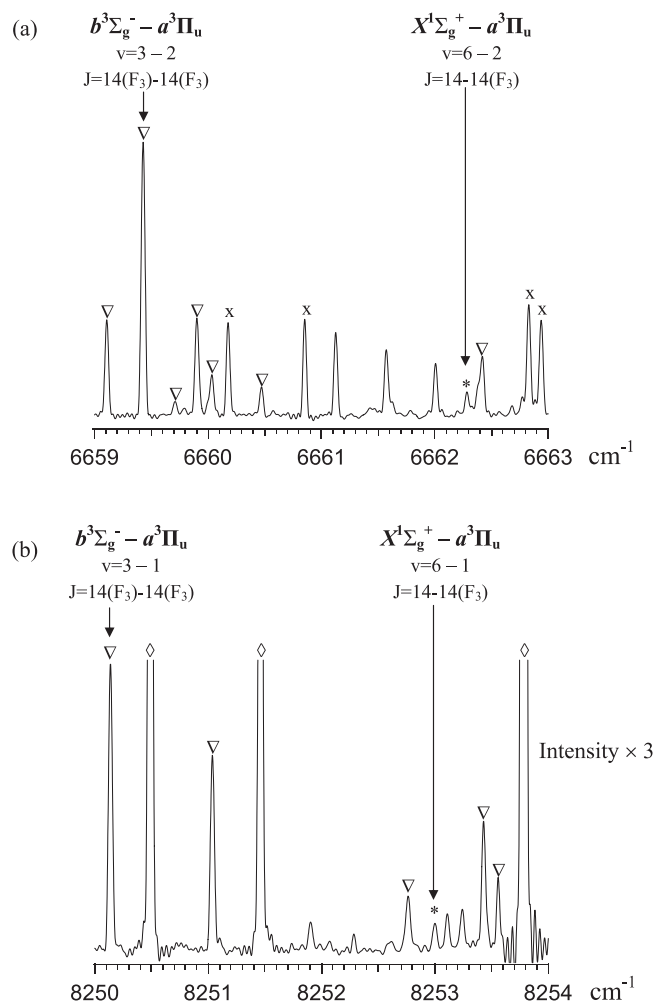 (a)
b³Σg⁻ – a³Πu
v=3 – 2
J=14(F₃)-14(F₃)
X¹Σg⁺ – a³Πu
v=6 – 2
J=14-14(F₃)
∇ ∇ ∇ ∇ ∇ x ∇ x * ∇ x x
6659 6660 6661 6662 6663 cm⁻¹
(b)
b³Σg⁻ – a³Πu
v=3 – 1
J=14(F₃)-14(F₃)
X¹Σg⁺ – a³Πu
v=6 – 1
J=14-14(F₃)
∇ ◊ ∇ ◊ ∇ * ∇ ∇ ◊
Intensity × 3
8250 8251 8252 8253 8254 cm⁻¹